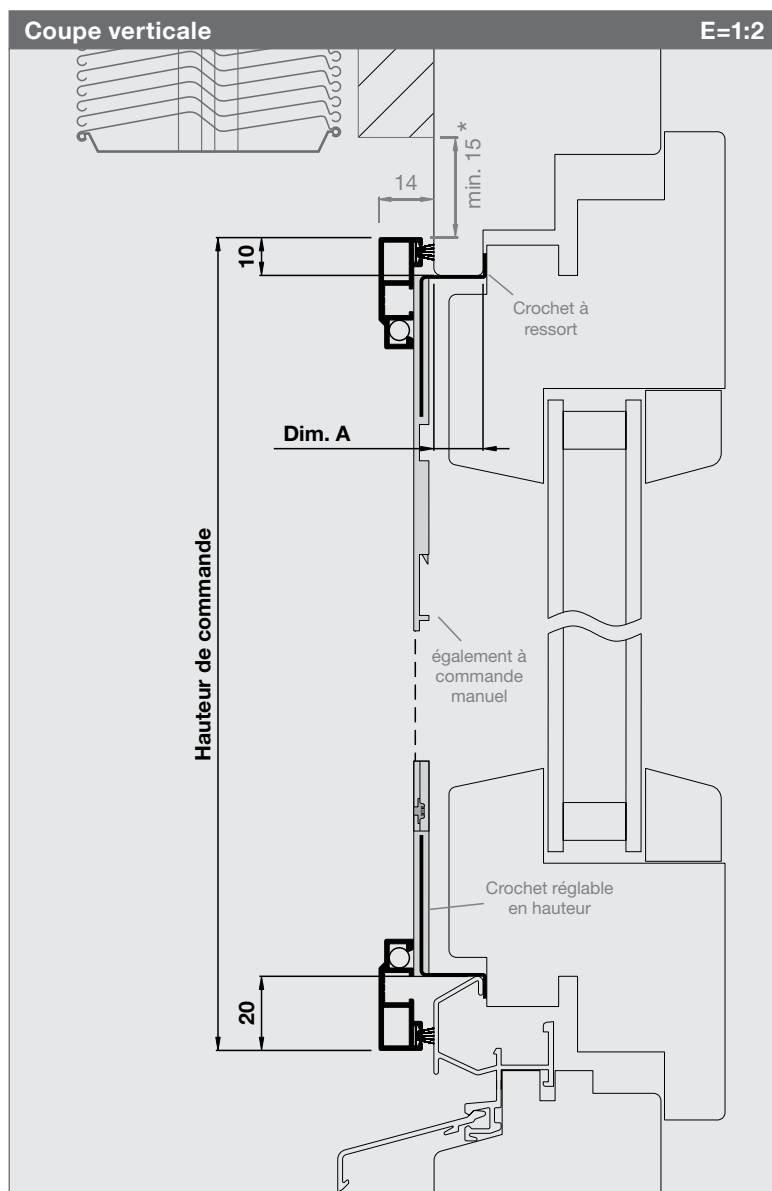 Coupe verticale E=1:2
14
min. 15*
10
Crochet à
ressort
Dim. A
Hauteur de commande
également à
commande
manuel
Crochet réglable
en hauteur
20